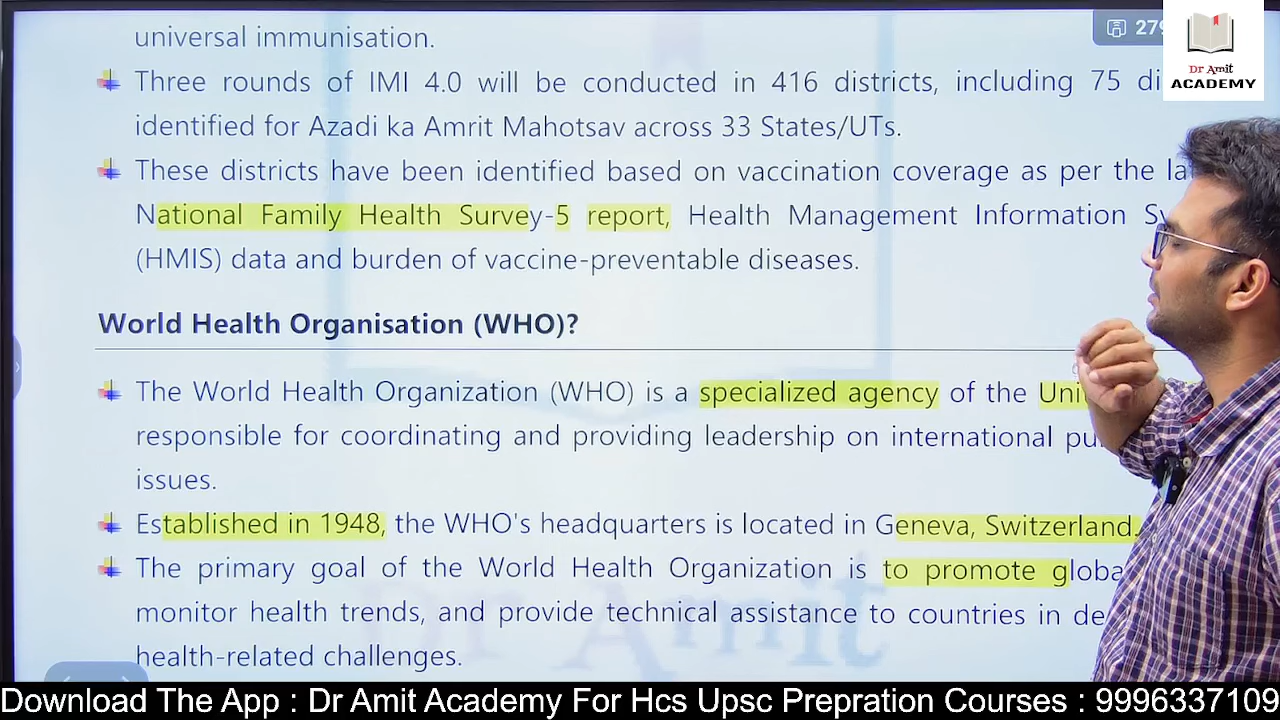 universal immunisation.
279
Dr Amit
ACADEMY
Three rounds of IMI 4.0 will be conducted in 416 districts, including 75 di
identified for Azadi ka Amrit Mahotsav across 33 States/UTs.
These districts have been identified based on vaccination coverage as per the la
National Family Health Survey-5 report, Health Management Information Sy
(HMIS) data and burden of vaccine-preventable diseases.
World Health Organisation (WHO)?
The World Health Organization (WHO) is a specialized agency of the Uni
responsible for coordinating and providing leadership on international pu
issues.
Established in 1948, the WHO's headquarters is located in Geneva, Switzerland.
The primary goal of the World Health Organization is to promote globa
monitor health trends, and provide technical assistance to countries in de
health-related challenges.
Dr Amit
Download The App : Dr Amit Academy For Hcs Upsc Prepration Courses : 9996337109